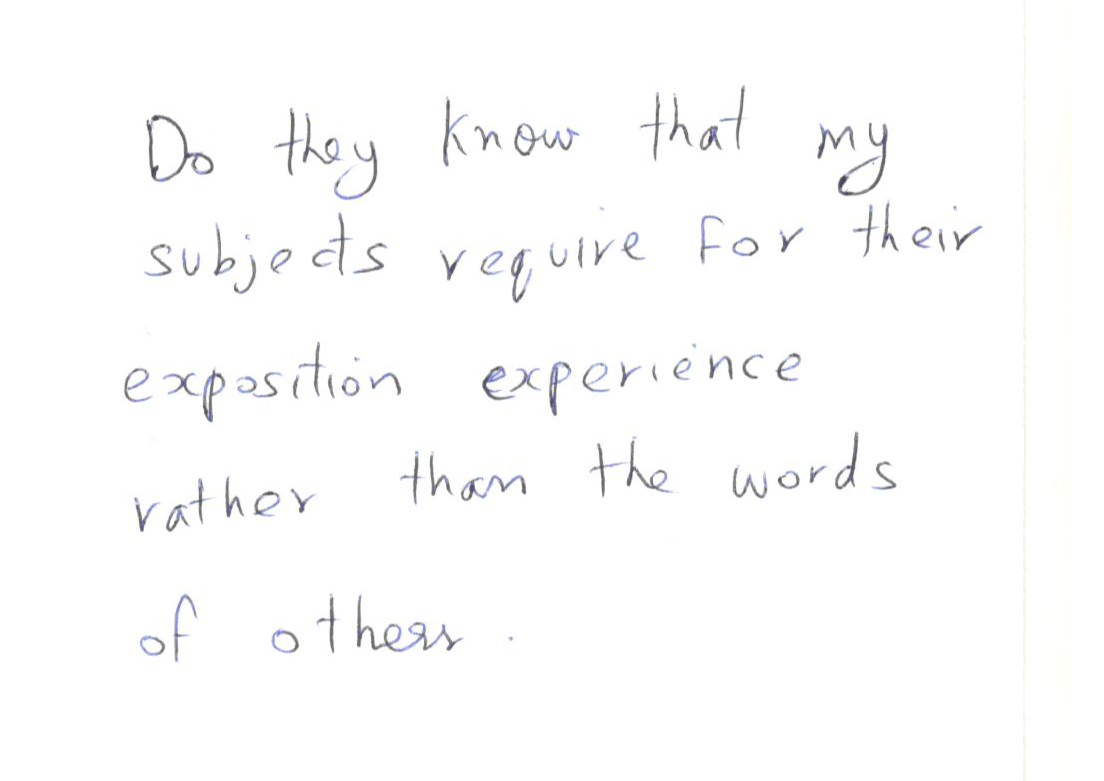 Do they know that my
subjects require for their
exposition experience
rather than the words
of others.